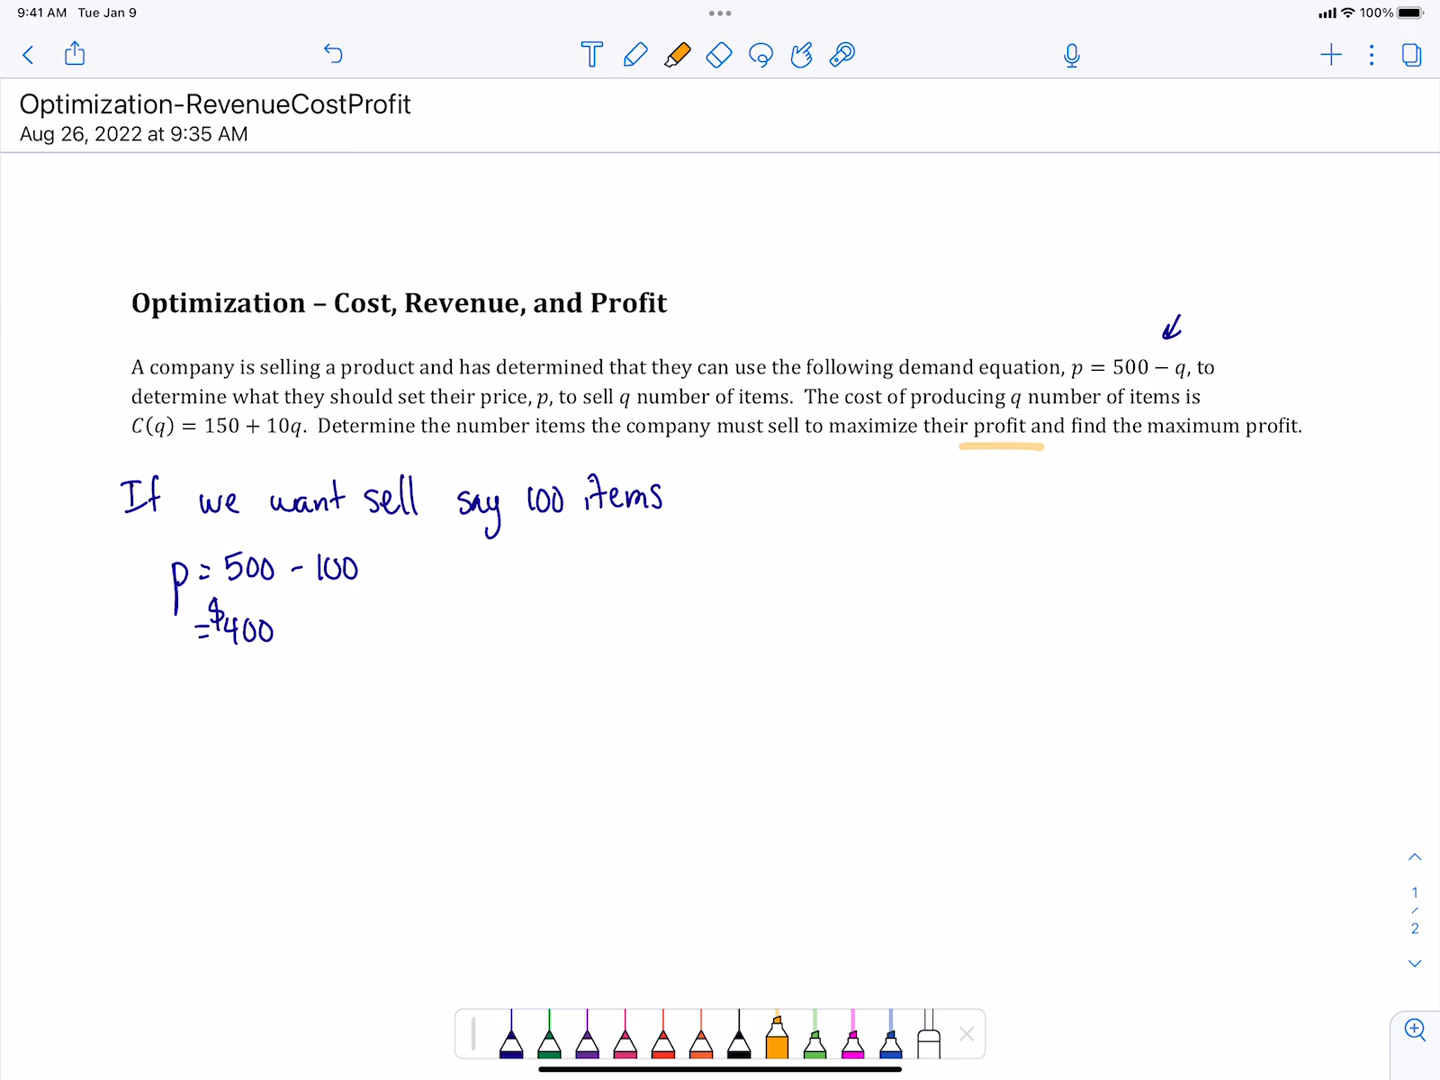 9:41 AM Tue Jan 9
100%
Optimization-RevenueCostProfit
Aug 26, 2022 at 9:35 AM
Optimization – Cost, Revenue, and Profit
A company is selling a product and has determined that they can use the following demand equation, p = 500 − q, to
determine what they should set their price, p, to sell q number of items. The cost of producing q number of items is
C(q) = 150 + 10q. Determine the number items the company must sell to maximize their profit and find the maximum profit.
If we want sell say 100 items
p = 500 - 100
= $400
1
/
2